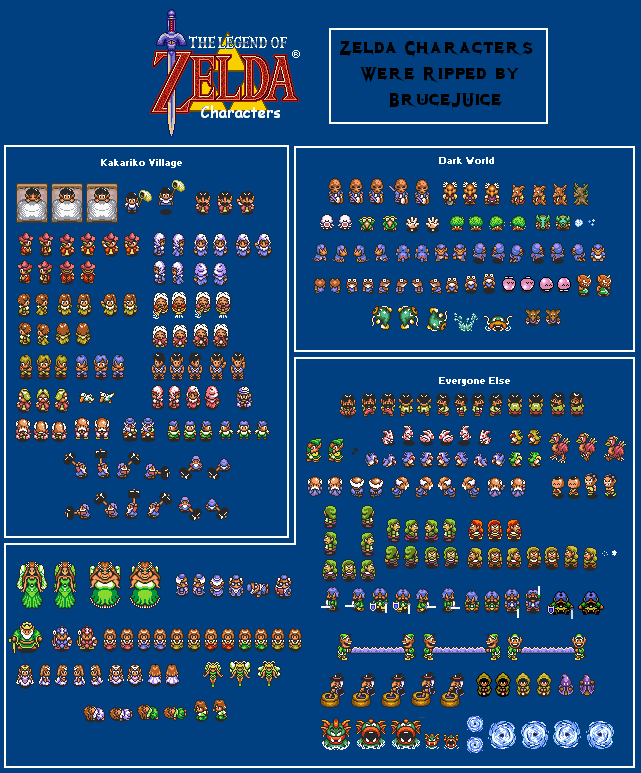 THE LEGEND OF
ZELDA®
Characters
Zelda Characters
Were Ripped by
BruceJuice
Kakariko Village
Dark World
Everyone Else